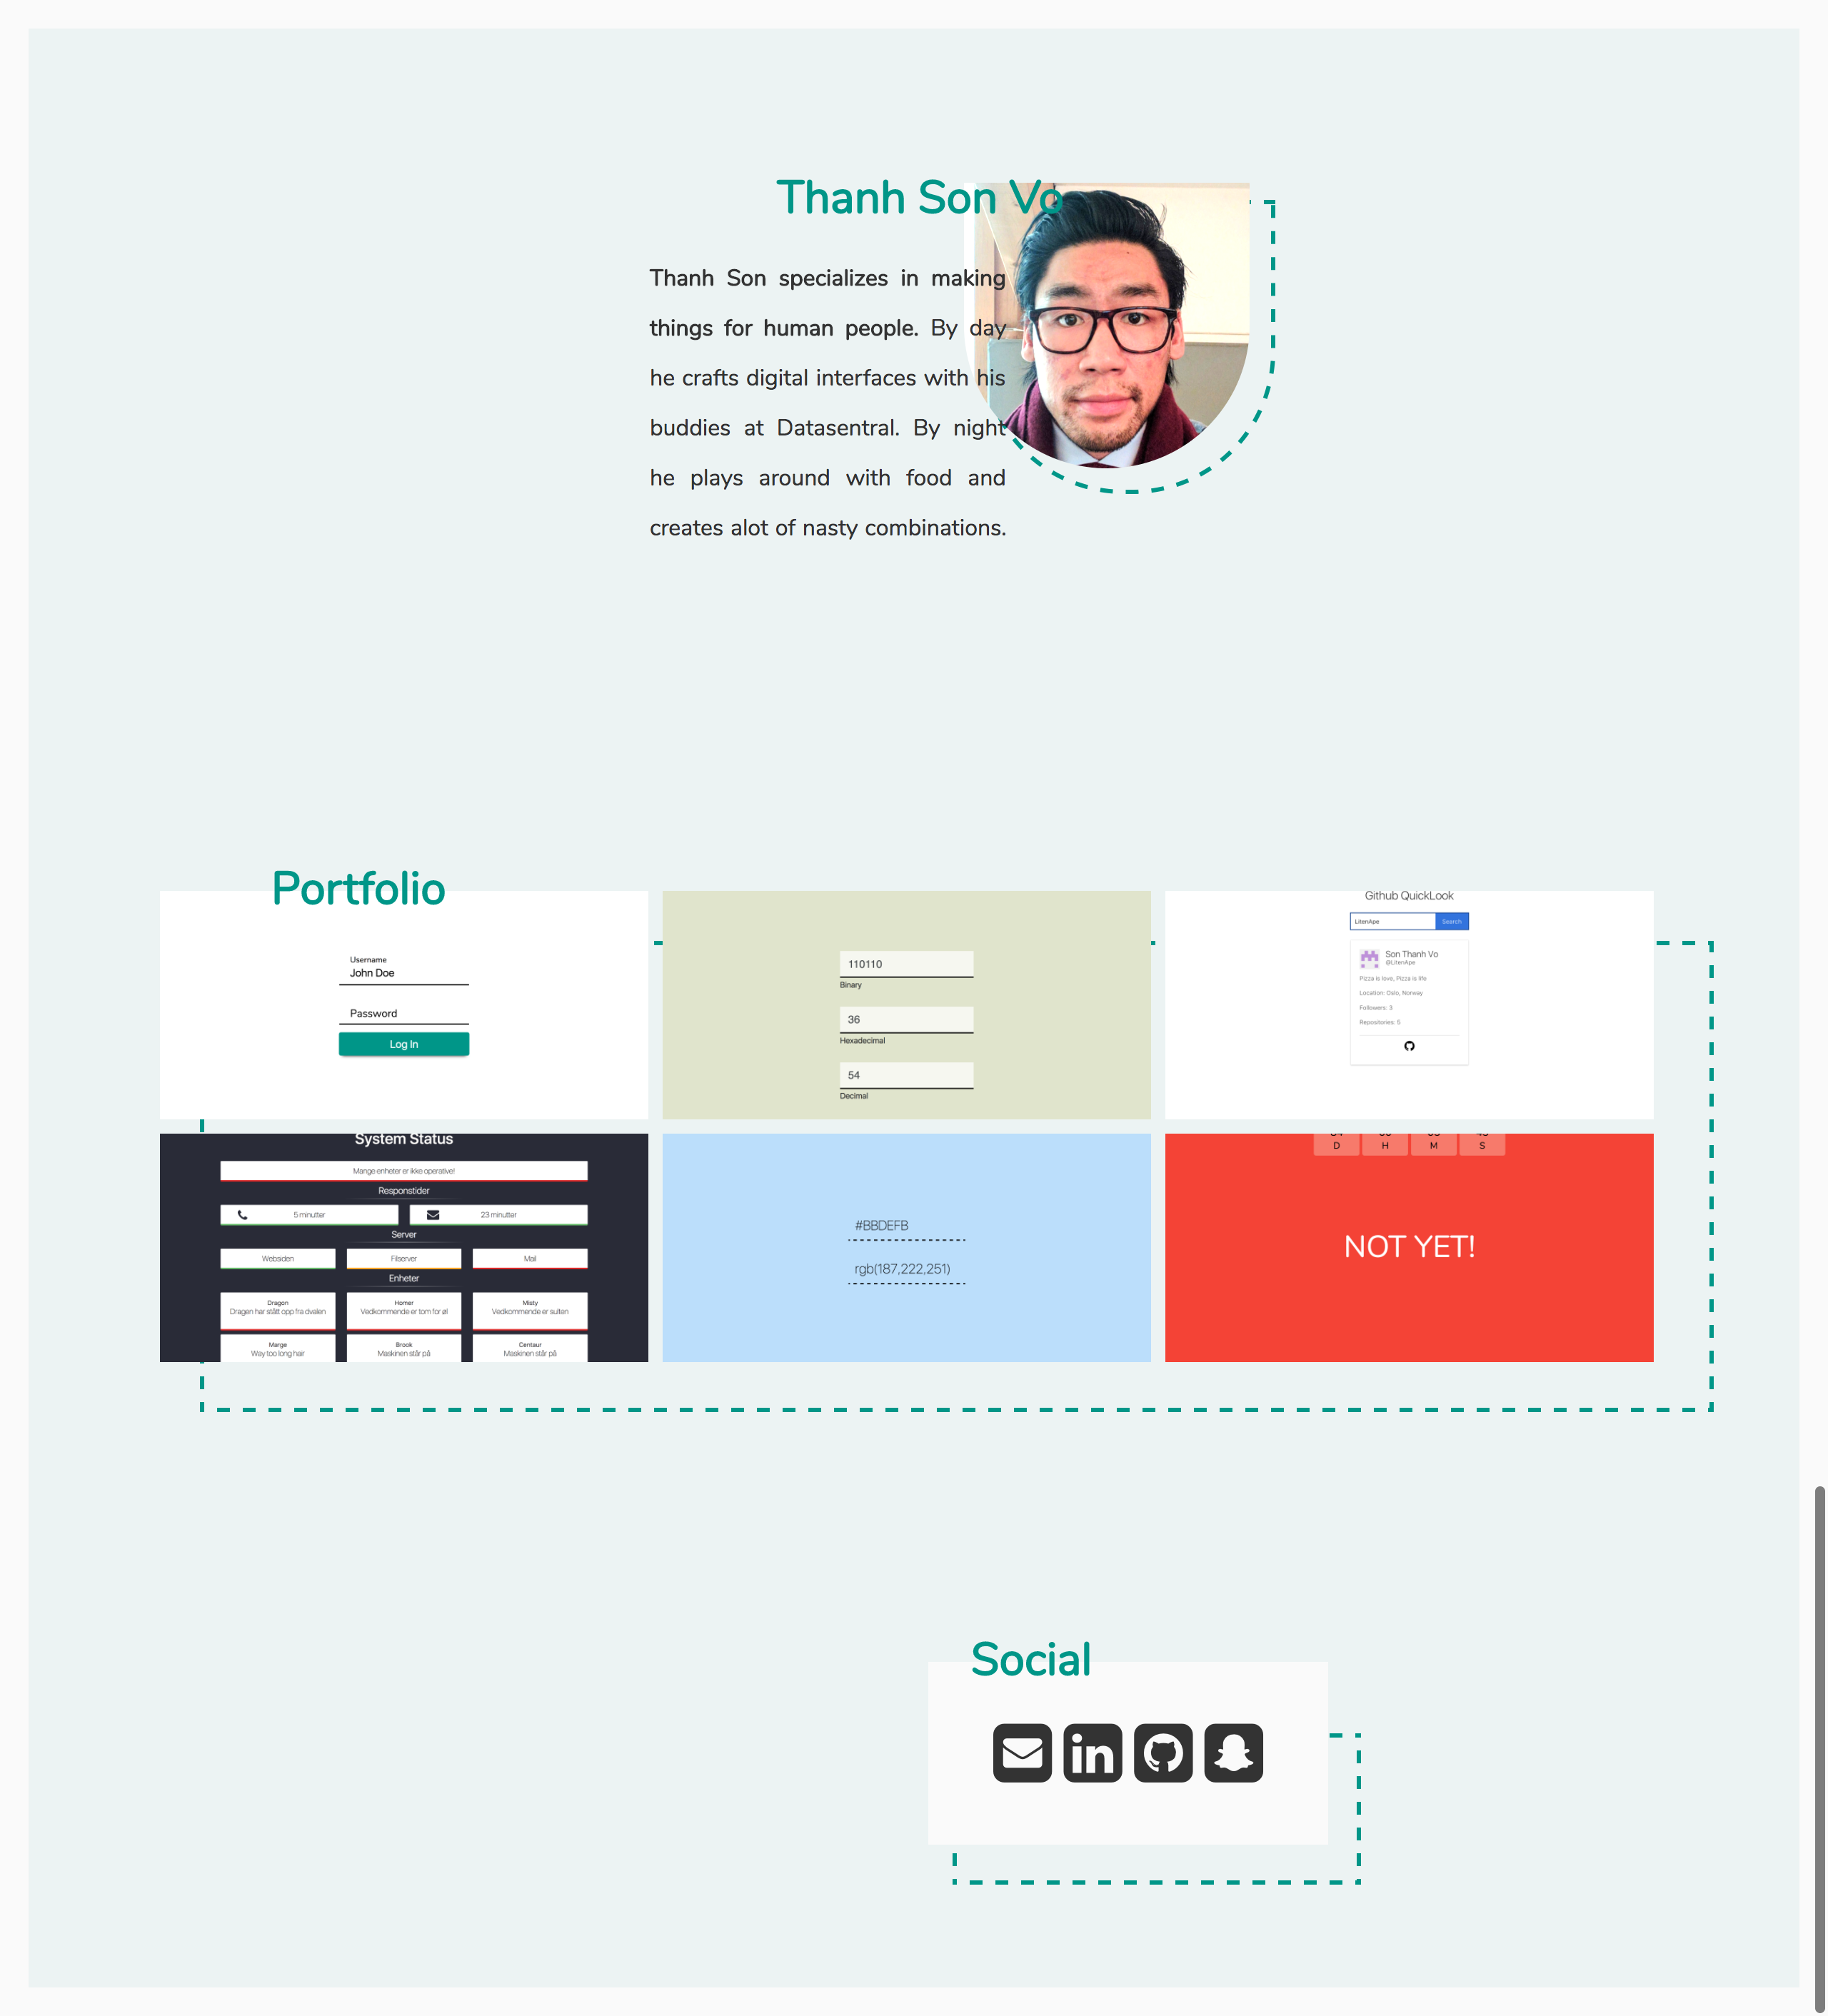 Thanh Son Vo
Thanh Son specializes in making
things for human people. By day
he crafts digital interfaces with his
buddies at Datasentral. By night
he plays around with food and
creates alot of nasty combinations.
Portfolio
Username
John Doe
Password
Log In
110110
Binary
36
Hexadecimal
54
Decimal
Github QuickLook
LitenApe Search
Son Thanh Vo
@LitenApe
Pizza is love, Pizza is life
Location: Oslo, Norway
Followers: 3
Repositories: 5
System Status
Mange enheter er ikke operative!
Responstider
5 minutter 23 minutter
Server
Websiden Filserver Mail
Enheter
Dragon Homer Misty
Dragen har stått opp fra dvalen Vedkommende er tom for øl Vedkommende er sulten
Marge Brook Centaur
Way too long hair Maskinen står på Maskinen står på
#BBDEFB
rgb(187,222,251)
D H M S
NOT YET!
Social
in